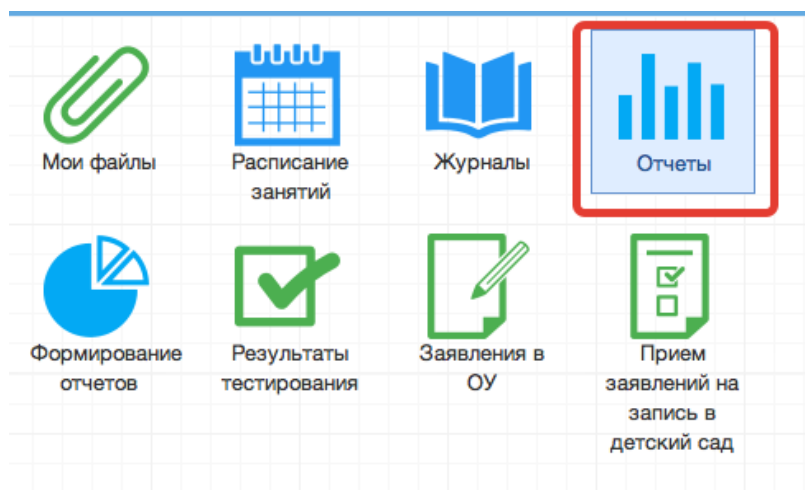 Мои файлы
Расписание
занятий
Журналы
Отчеты
Формирование
отчетов
Результаты
тестирования
Заявления в
ОУ
Прием
заявлений на
запись в
детский сад